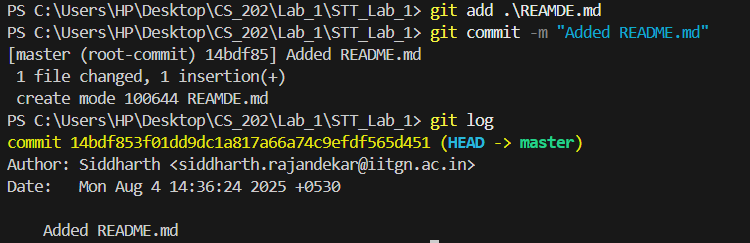 PS C:\Users\HP\Desktop\CS_202\Lab_1\STT_Lab_1> git add .\REAMDE.md
PS C:\Users\HP\Desktop\CS_202\Lab_1\STT_Lab_1> git commit -m "Added README.md"
[master (root-commit) 14bdf85] Added README.md
 1 file changed, 1 insertion(+)
 create mode 100644 REAMDE.md
PS C:\Users\HP\Desktop\CS_202\Lab_1\STT_Lab_1> git log
commit 14bdf853f01dd9dc1a817a66a74c9efdf565d451 (HEAD -> master)
Author: Siddharth <siddharth.rajandekar@iitgn.ac.in>
Date:   Mon Aug 4 14:36:24 2025 +0530

    Added README.md